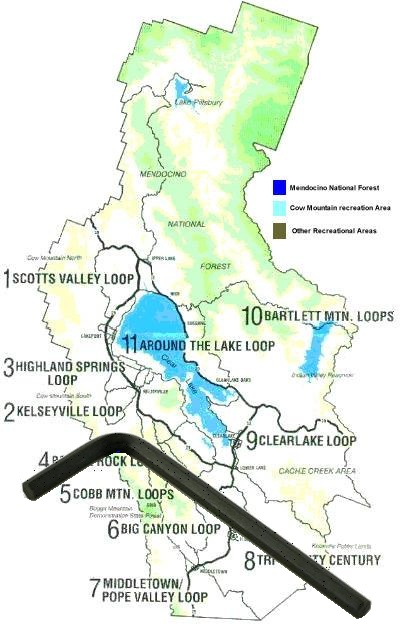 Lake Pillsbury
MENDOCINO
NATIONAL
FOREST
Mendocino National Forest
Cow Mountain recreation Area
Other Recreational Areas
Cow Mountain North
UPPER LAKE
1 SCOTTS VALLEY LOOP
NICE
LUCERNE
10 BARTLETT MTN. LOOPS
LAKEPORT
11 AROUND THE LAKE LOOP
Clear
Lake
3 HIGHLAND SPRINGS
LOOP
Indian Valley Reservoir
CLEARLAKE OAKS
KELSEYVILLE
Cow Mountain South
2 KELSEYVILLE LOOP
CLEARLAKE
9 CLEARLAKE LOOP
4
ROCK
LOWER LAKE
CACHE CREEK AREA
5 COBB MTN. LOOPS
Boggs Mountain
Demonstration State Forest
COBB
6 BIG CANYON LOOP
Knoxville Public Lands
8 TRI
TY CENTURY
MIDDLETOWN
7 MIDDLETOWN/
POPE VALLEY LOOP